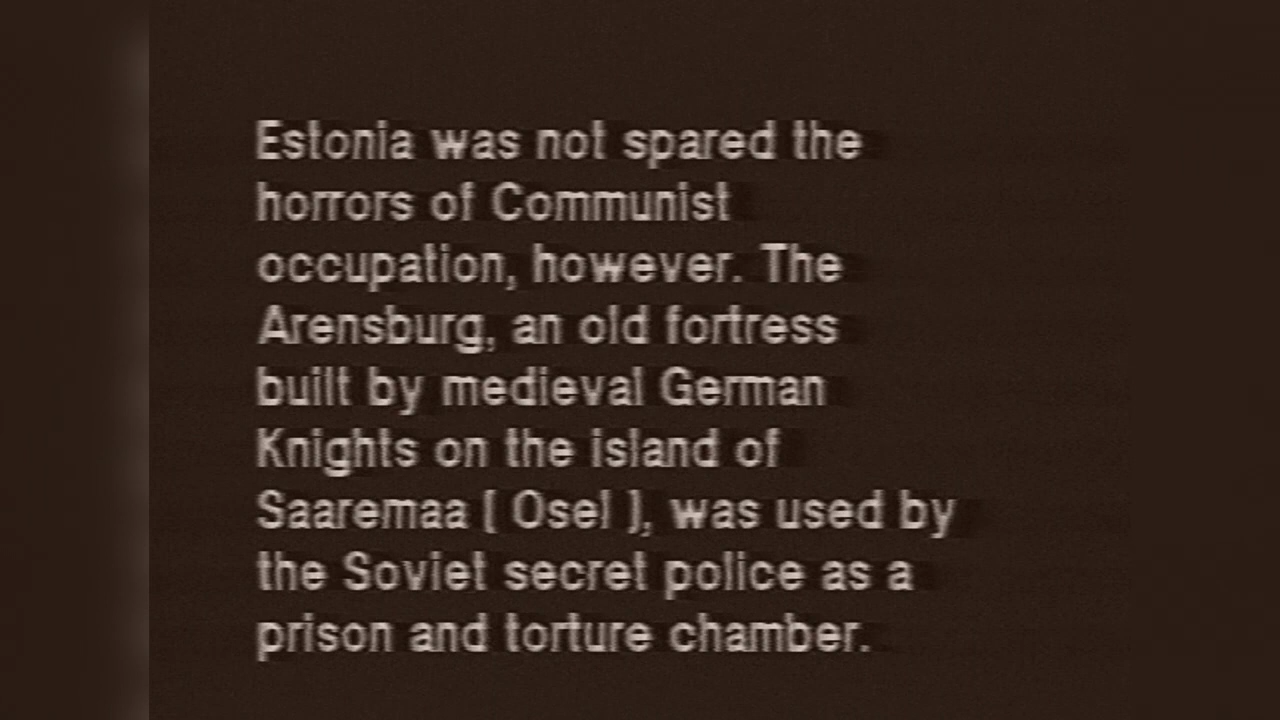 Estonia was not spared the
horrors of Communist
occupation, however. The
Arensburg, an old fortress
built by medieval German
Knights on the island of
Saaremaa ( Osel ), was used by
the Soviet secret police as a
prison and torture chamber.